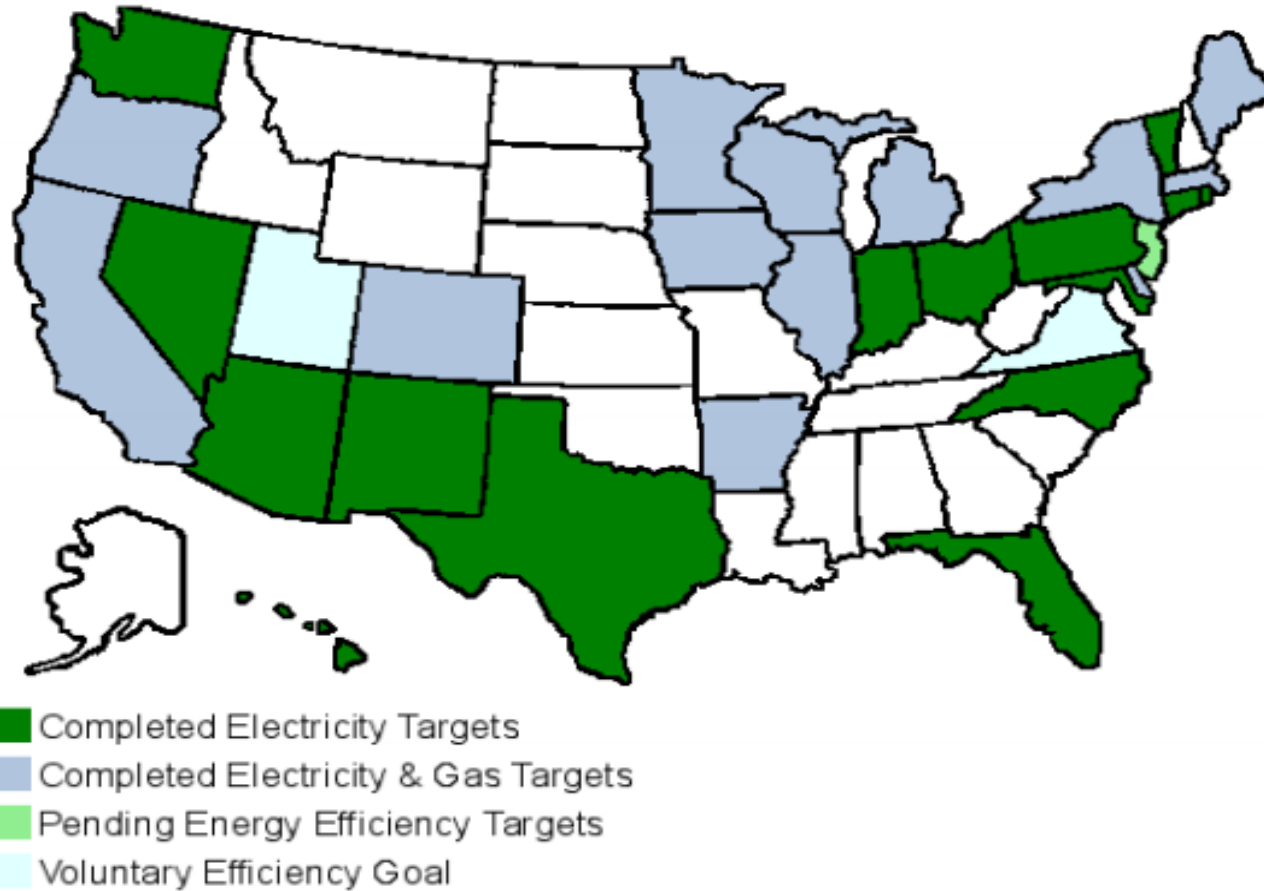 Completed Electricity Targets
Completed Electricity & Gas Targets
Pending Energy Efficiency Targets
Voluntary Efficiency Goal